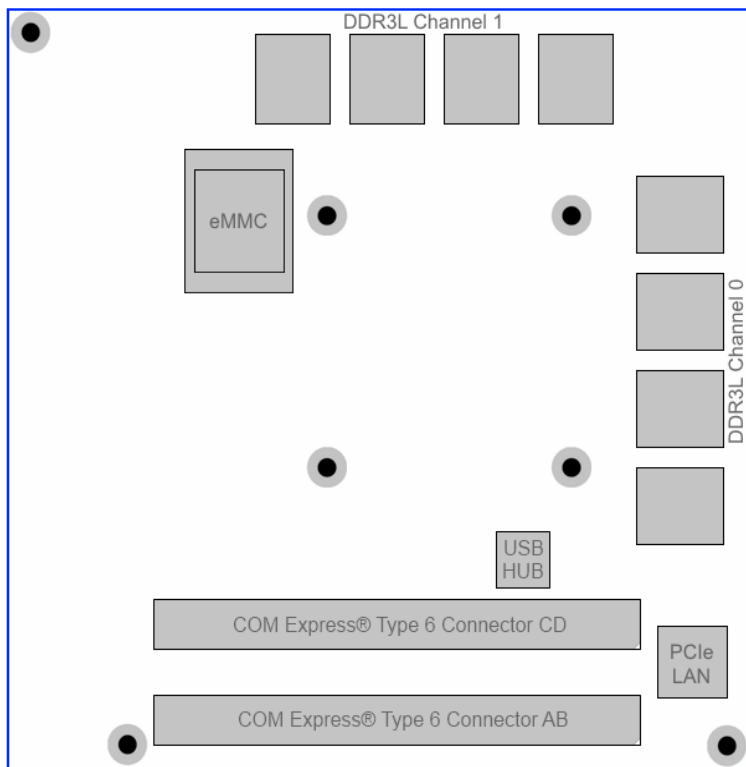 DDR3L Channel 1
eMMC
DDR3L Channel 0
USB
HUB
COM Express® Type 6 Connector CD
PCIe
LAN
COM Express® Type 6 Connector AB